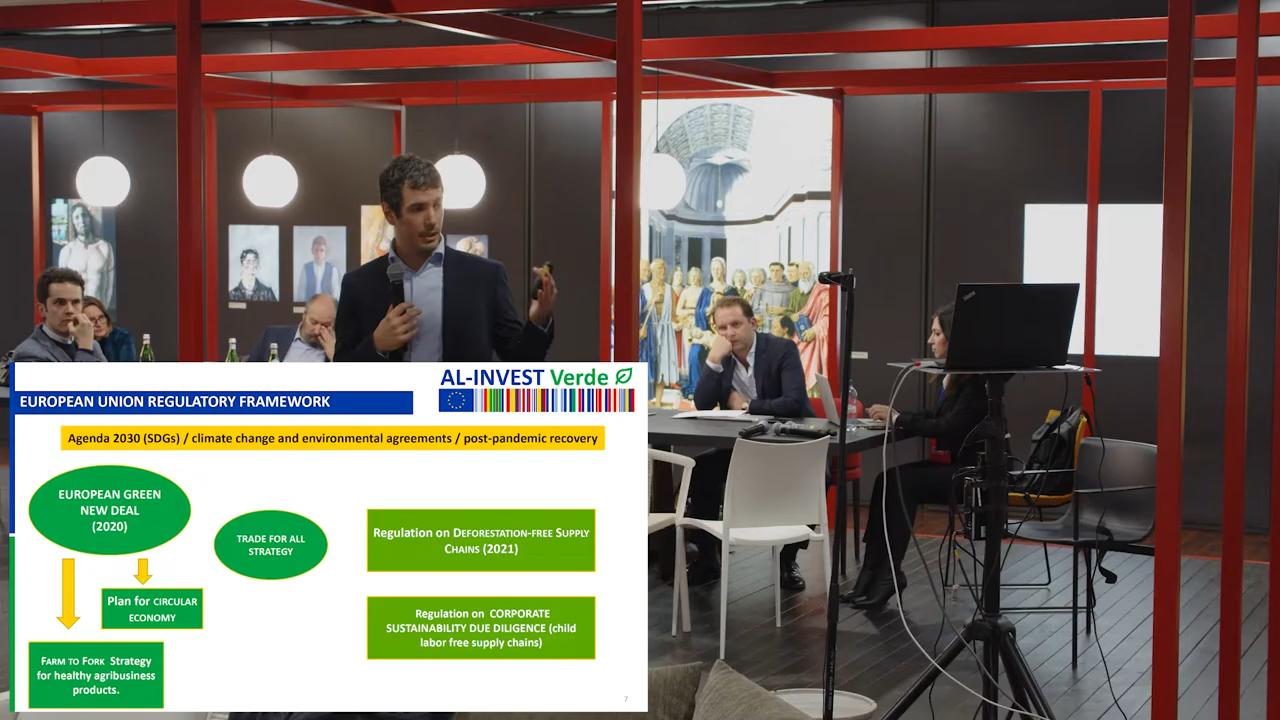 AL-INVEST Verde
EUROPEAN UNION REGULATORY FRAMEWORK
Agenda 2030 (SDGs) / climate change and environmental agreements / post-pandemic recovery
EUROPEAN GREEN
NEW DEAL
(2020)
TRADE FOR ALL
STRATEGY
Regulation on DEFORESTATION-FREE SUPPLY
CHAINS (2021)
Plan for CIRCULAR
ECONOMY
Regulation on CORPORATE
SUSTAINABILITY DUE DILIGENCE (child
labor free supply chains)
FARM TO FORK Strategy
for healthy agribusiness
products.
7